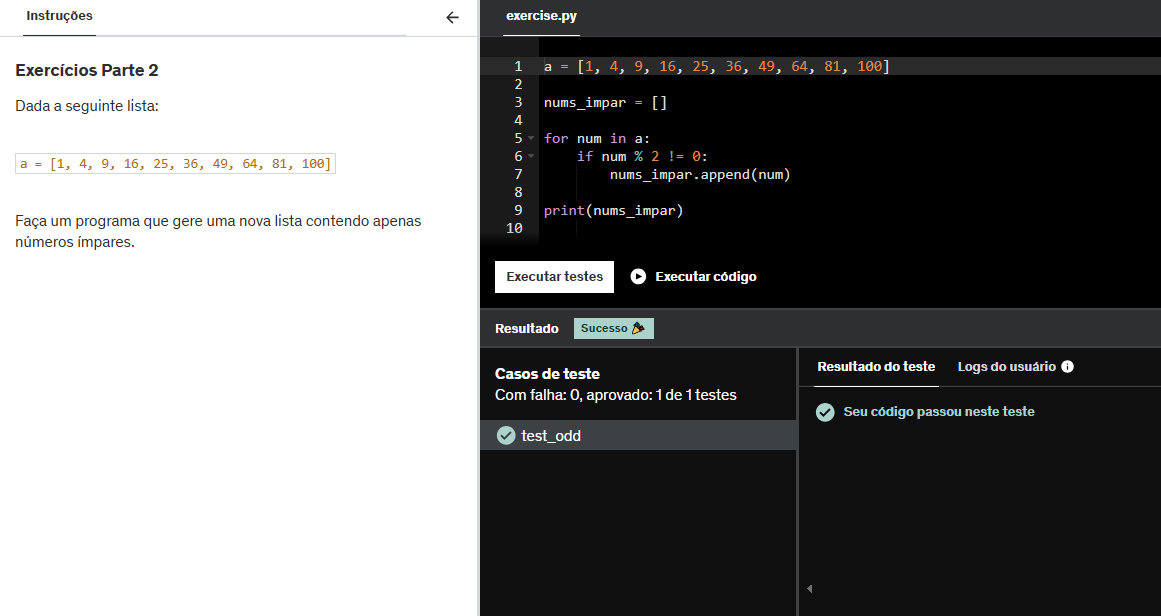 Instruções
Exercícios Parte 2
Dada a seguinte lista:
a = [1, 4, 9, 16, 25, 36, 49, 64, 81, 100]
Faça um programa que gere uma nova lista contendo apenas
números ímpares.
exercise.py
1 a = [1, 4, 9, 16, 25, 36, 49, 64, 81, 100]
2
3 nums_impar = []
4
5 for num in a:
6     if num % 2 != 0:
7         nums_impar.append(num)
8
9 print(nums_impar)
10
Executar testes
Executar código
Resultado
Sucesso
Casos de teste
Com falha: 0, aprovado: 1 de 1 testes
test_odd
Resultado do teste
Logs do usuário
Seu código passou neste teste